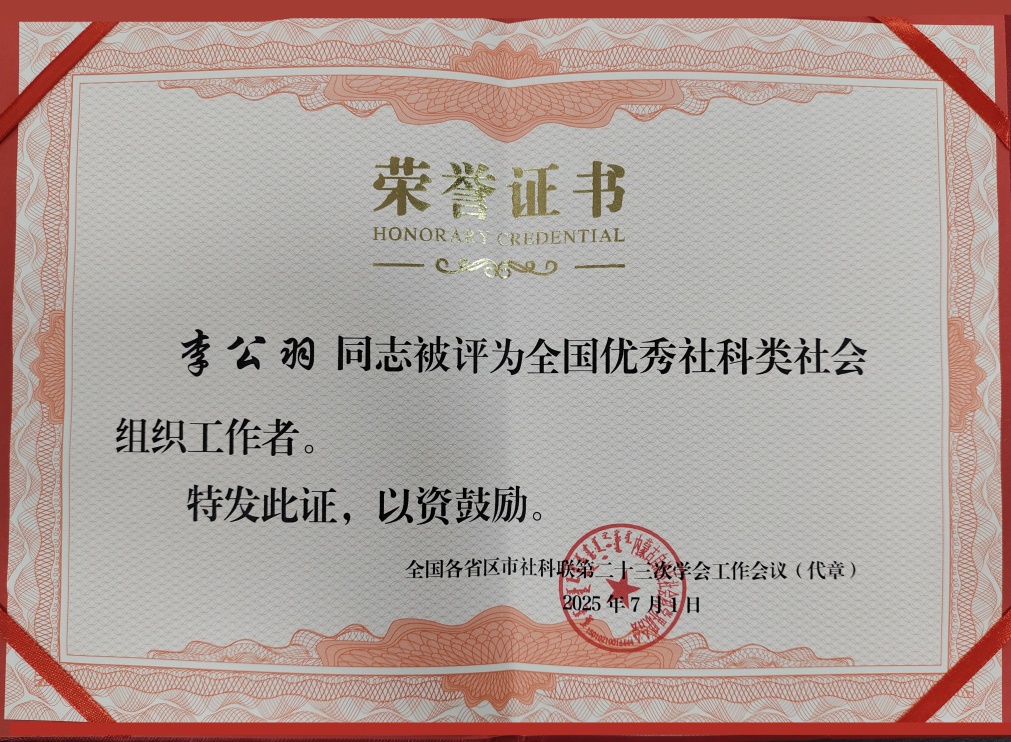 荣誉证书
HONORARY CREDENTIAL
李公羽 同志被评为全国优秀社科类社会
组织工作者。
特发此证，以资鼓励。
全国各省区市社科联第二十三次学会工作会议（代章）
2025年7月1日